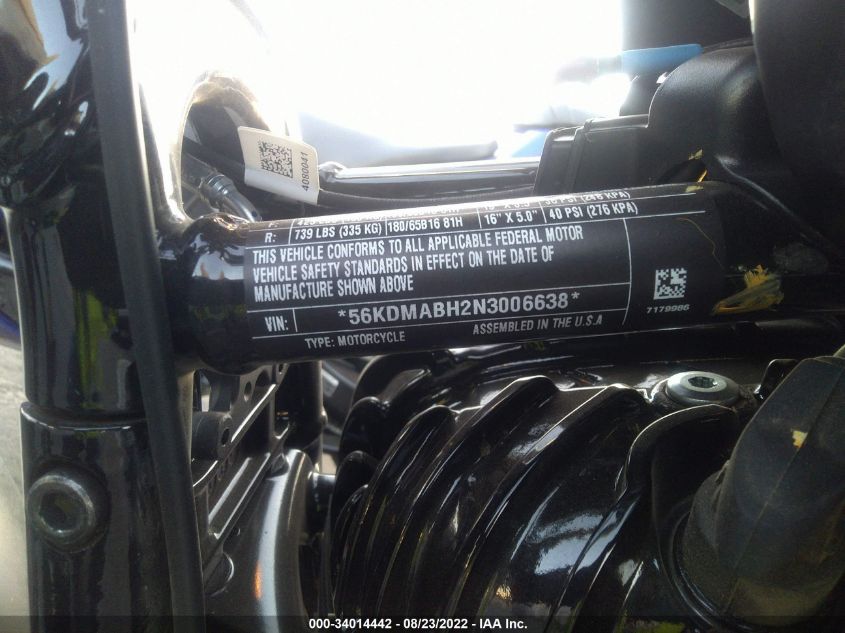 4080041
F:
R: 739 LBS (335 KG) 180/65B16 81H 16" X 5.0" 40 PSI (276 KPA)
THIS VEHICLE CONFORMS TO ALL APPLICABLE FEDERAL MOTOR
VEHICLE SAFETY STANDARDS IN EFFECT ON THE DATE OF
MANUFACTURE SHOWN ABOVE
VIN: *56KDMABH2N3006638*
TYPE: MOTORCYCLE ASSEMBLED IN THE U.S.A
7179986
000-34014442 - 08/23/2022 - IAA Inc.